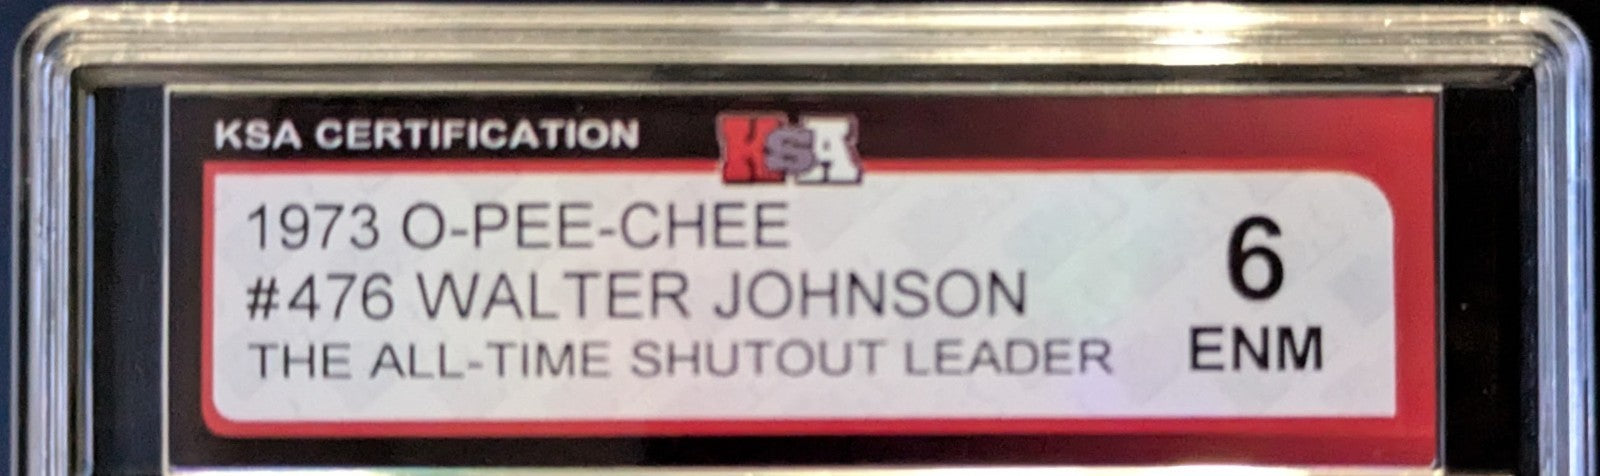 KSA CERTIFICATION
KSA
1973 O-PEE-CHEE
#476 WALTER JOHNSON
THE ALL-TIME SHUTOUT LEADER
6
ENM